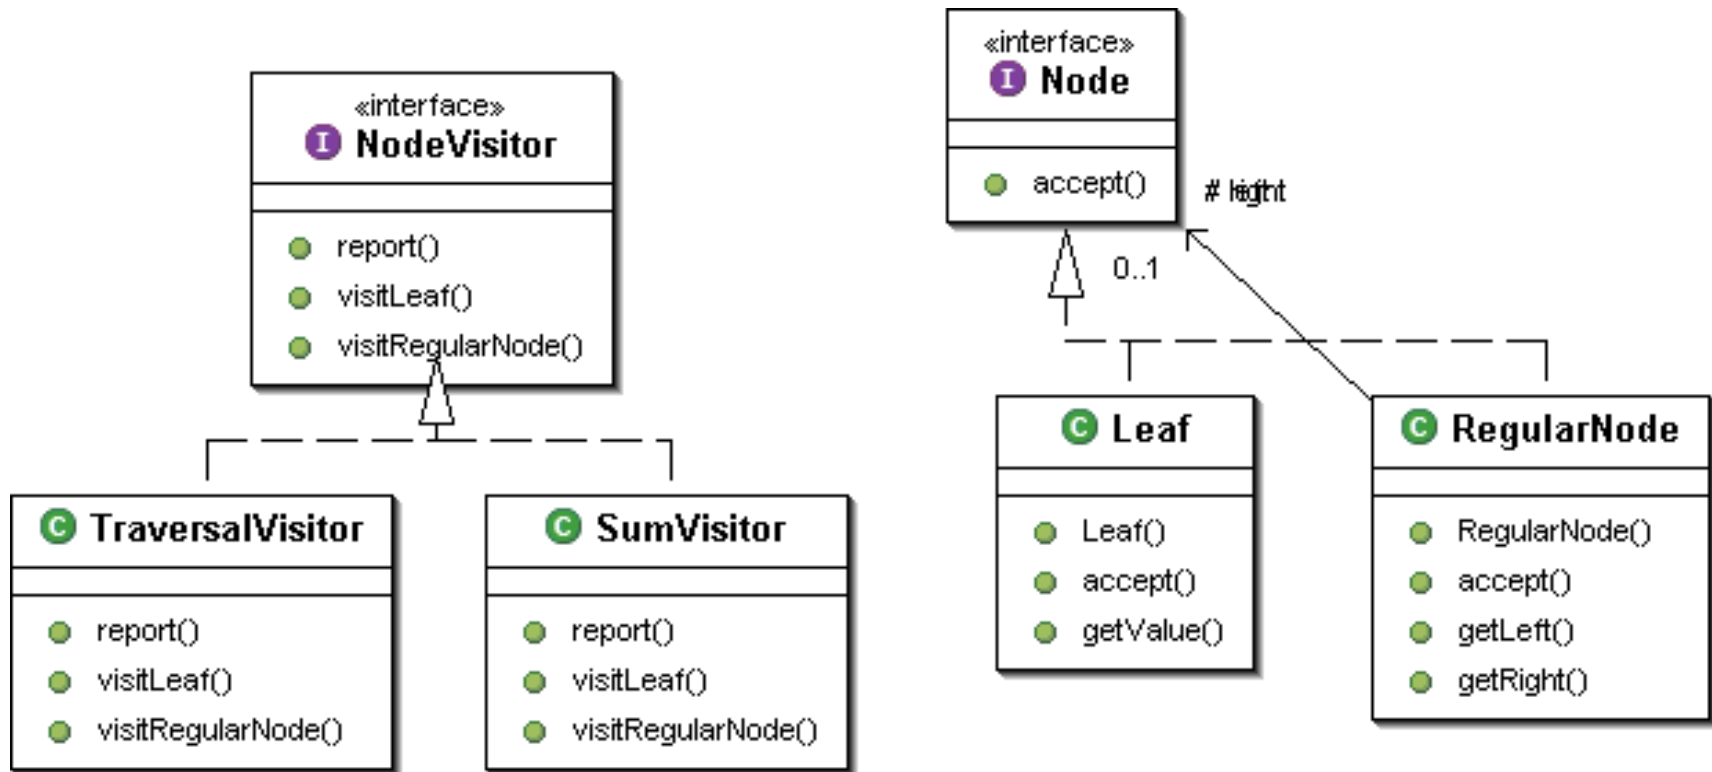 «interface»
I NodeVisitor
report()
visitLeaf()
visitRegularNode()
C TraversalVisitor
report()
visitLeaf()
visitRegularNode()
C SumVisitor
report()
visitLeaf()
visitRegularNode()
«interface»
I Node
accept()
#
0..1
C Leaf
Leaf()
accept()
getValue()
C RegularNode
RegularNode()
accept()
getLeft()
getRight()